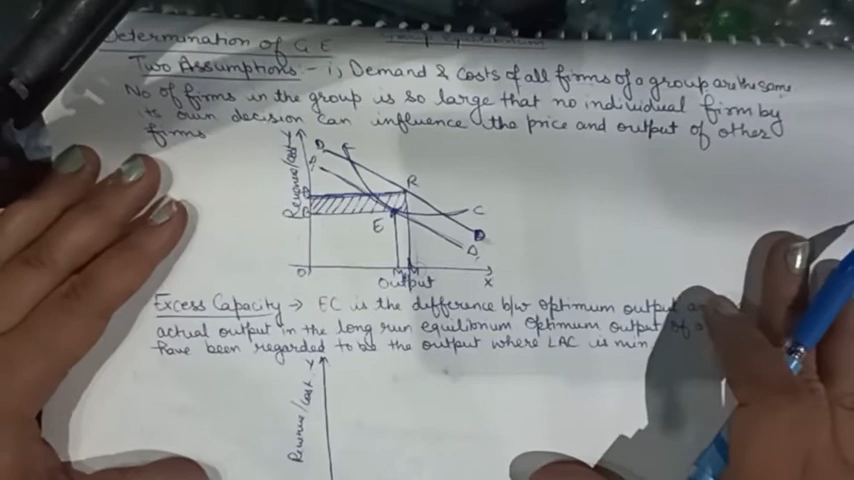 Determination of G E
Two Assumptions :- i, Demand & Costs of all firms of a group are the same
No of firms in the group is so large that no individual firm by
its own decision can influence the price and output of other
firms
Y
Revenue/cost
D
C
D1
R
P
P
E
C
D
D1
O
M
M
X
Output
Excess Capacity → EC is the difference b/w optimum output
actual output in the long run equilibrium Optimum output of
have been regarded to be the output where LAC is min
Y
Revenue/cost